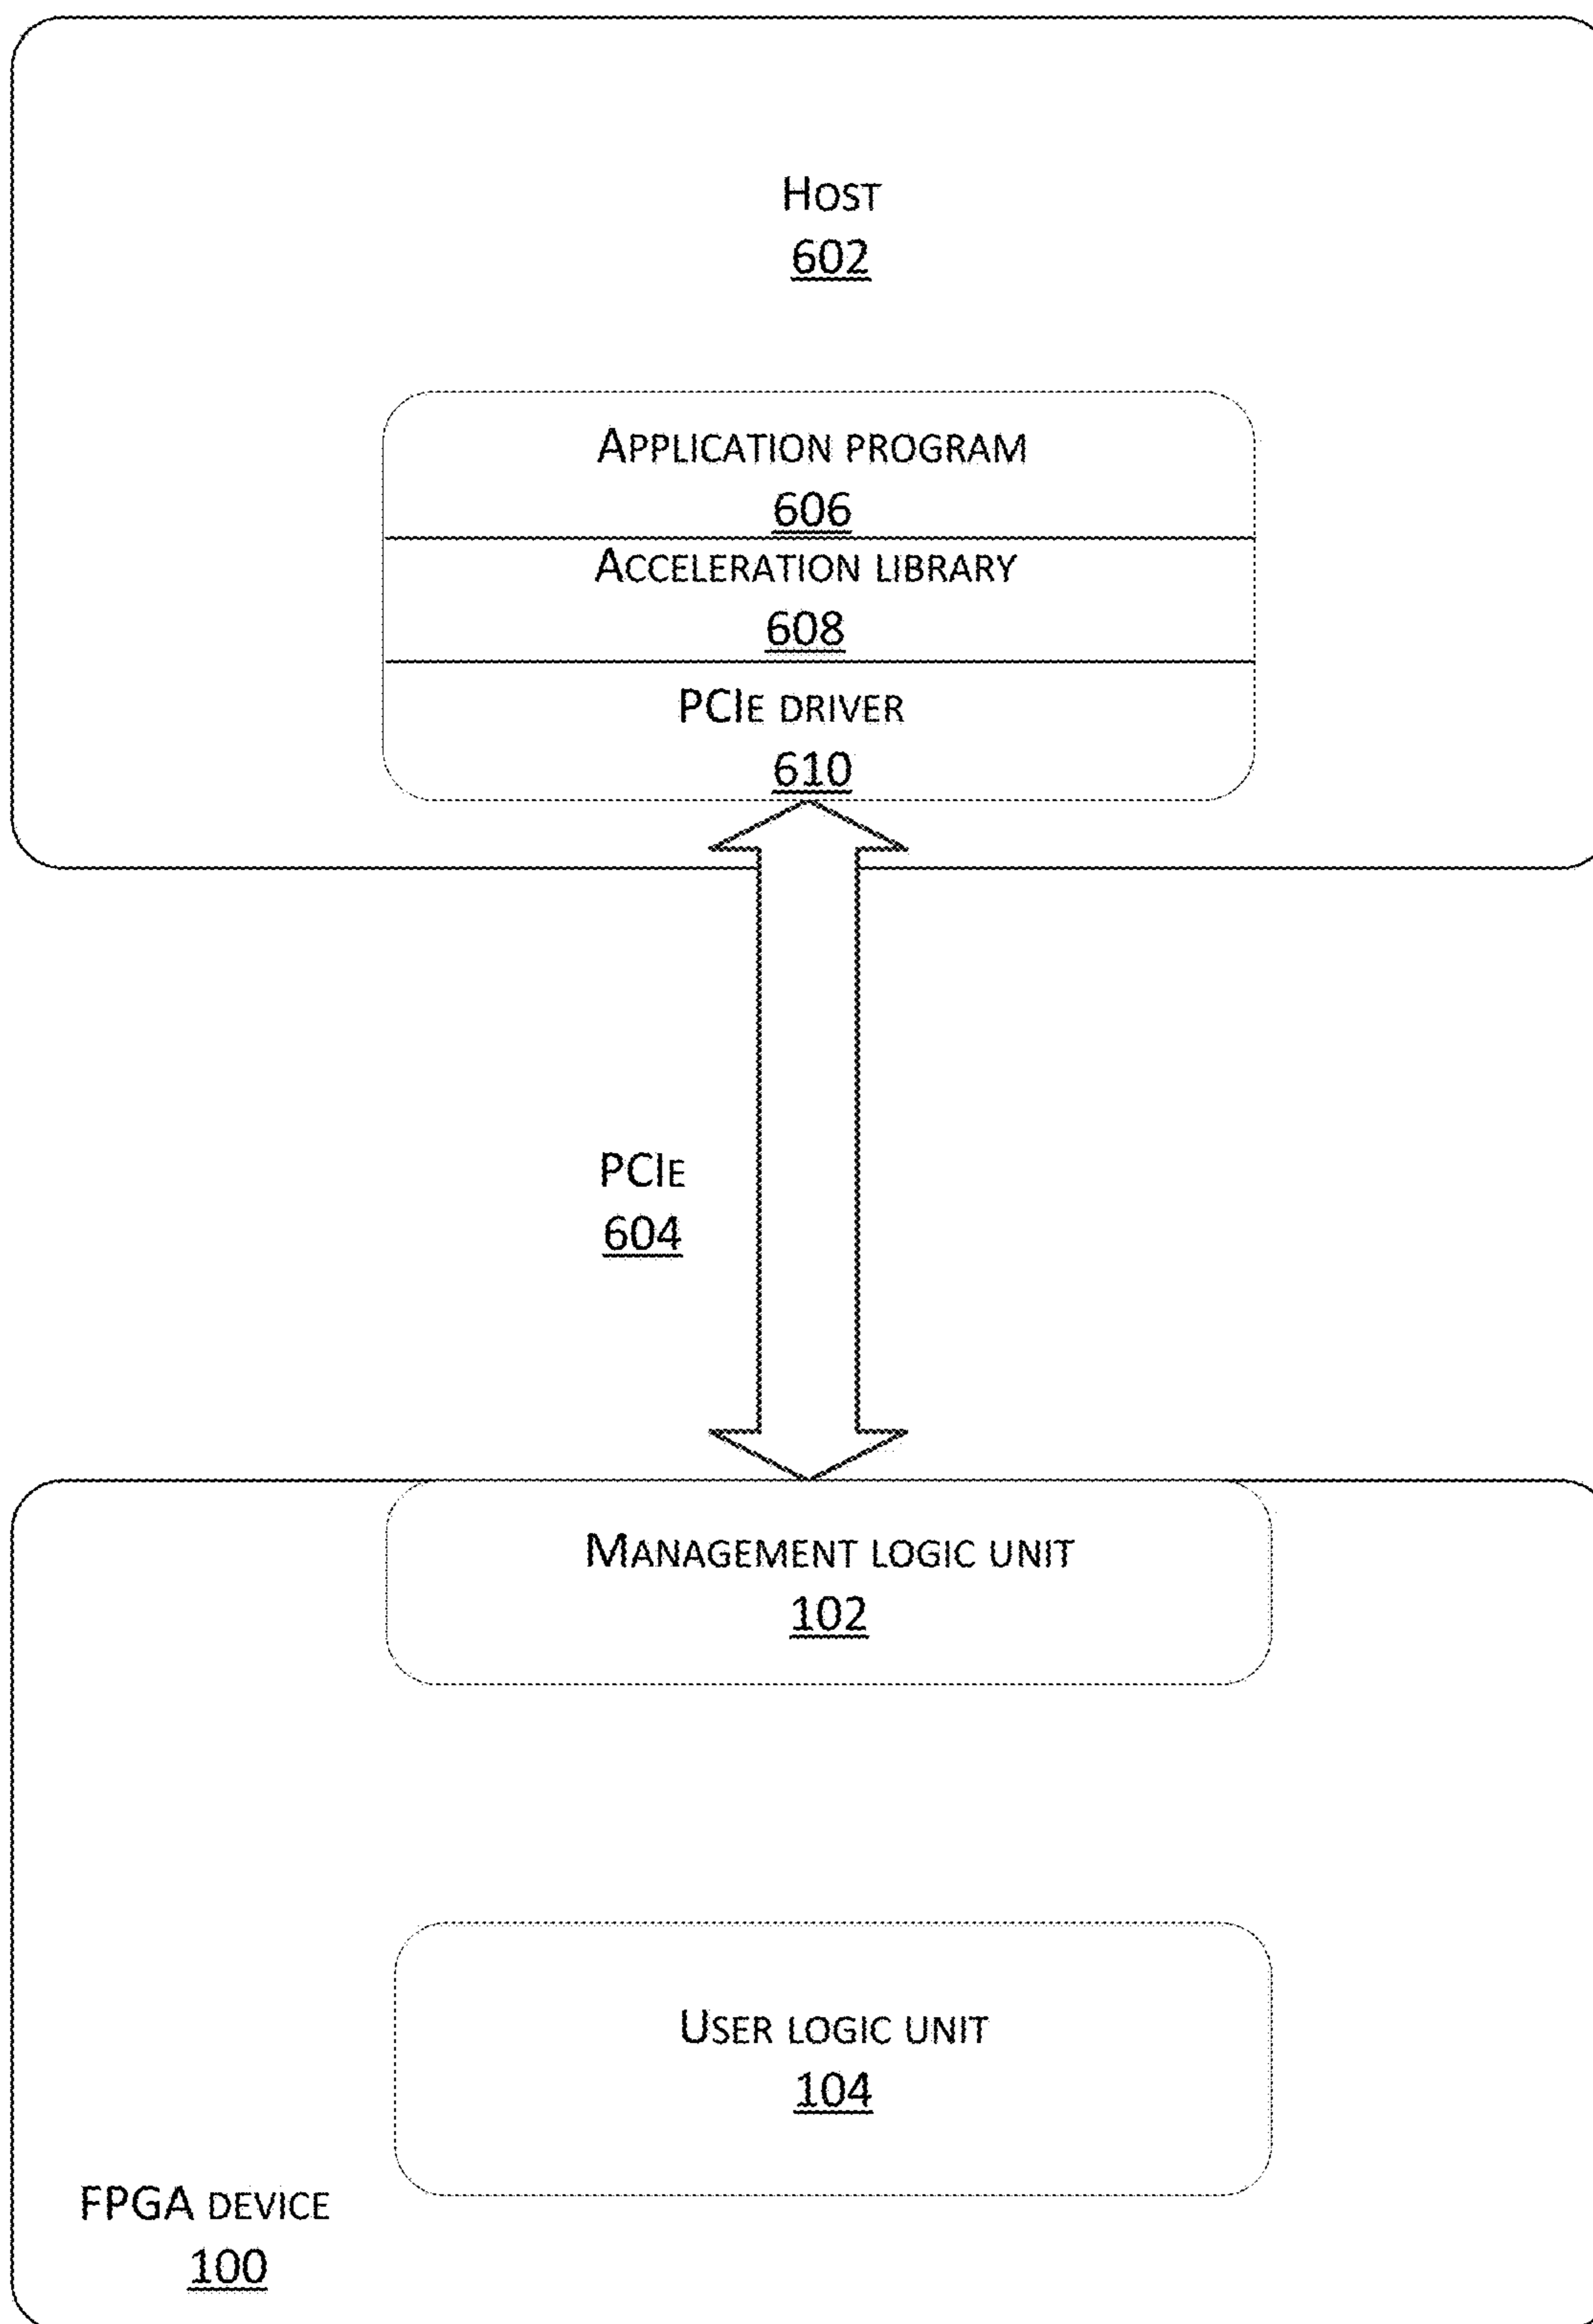 HOST
602
APPLICATION PROGRAM
606
ACCELERATION LIBRARY
608
PCIE DRIVER
610
PCIE
604
MANAGEMENT LOGIC UNIT
102
USER LOGIC UNIT
104
FPGA DEVICE
100